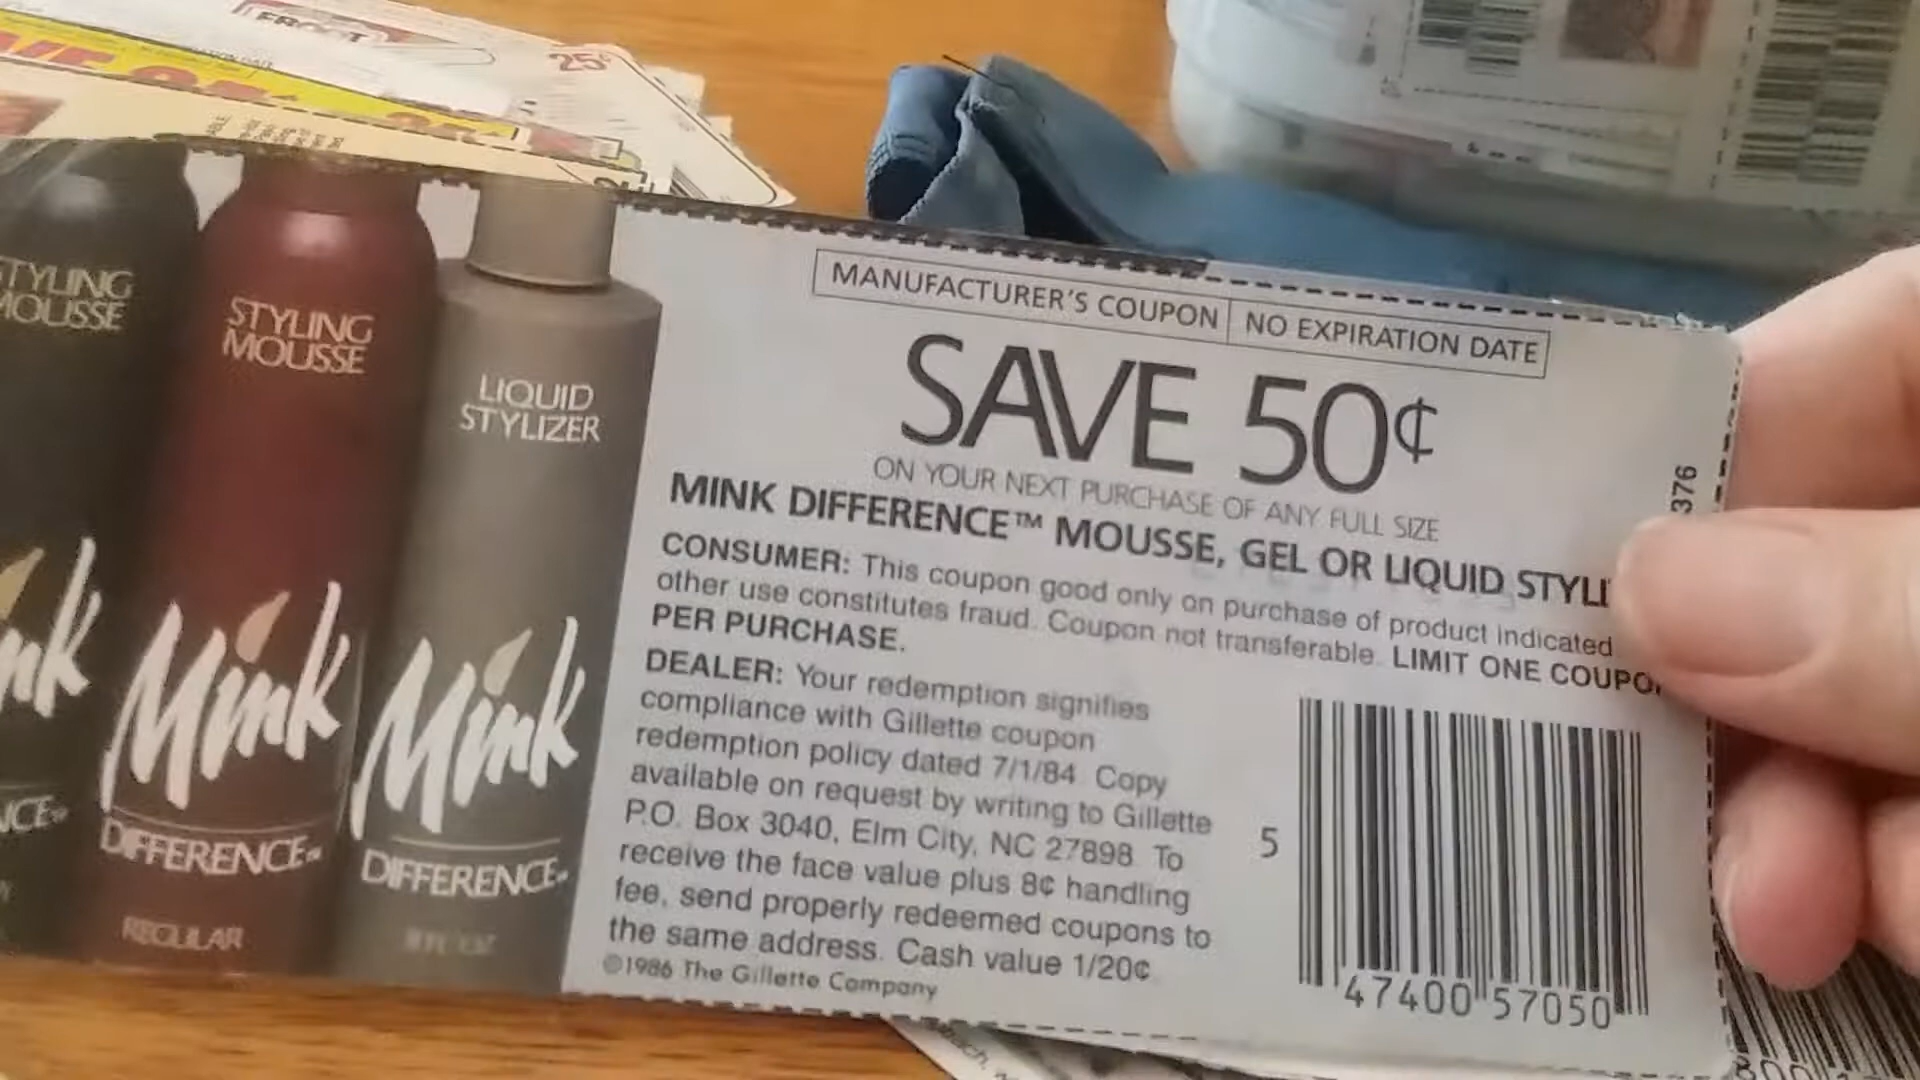 FROST
25¢
STYLING
MOUSSE
STYLING
MOUSSE
Mink
DIFFERENCE™
REGULAR
LIQUID
STYLIZER
Mink
DIFFERENCE™
MANUFACTURER'S COUPON NO EXPIRATION DATE
SAVE 50¢
ON YOUR NEXT PURCHASE OF ANY FULL SIZE
MINK DIFFERENCE™ MOUSSE, GEL OR LIQUID STYLI
CONSUMER: This coupon good only on purchase of product indicated
other use constitutes fraud. Coupon not transferable. LIMIT ONE COUPO
PER PURCHASE.
DEALER: Your redemption signifies
compliance with Gillette coupon
redemption policy dated 7/1/84. Copy
available on request by writing to Gillette
P.O. Box 3040, Elm City, NC 27898. To
receive the face value plus 8¢ handling
fee, send properly redeemed coupons to
the same address. Cash value 1/20¢.
©1986 The Gillette Company
376
5
47400 57050